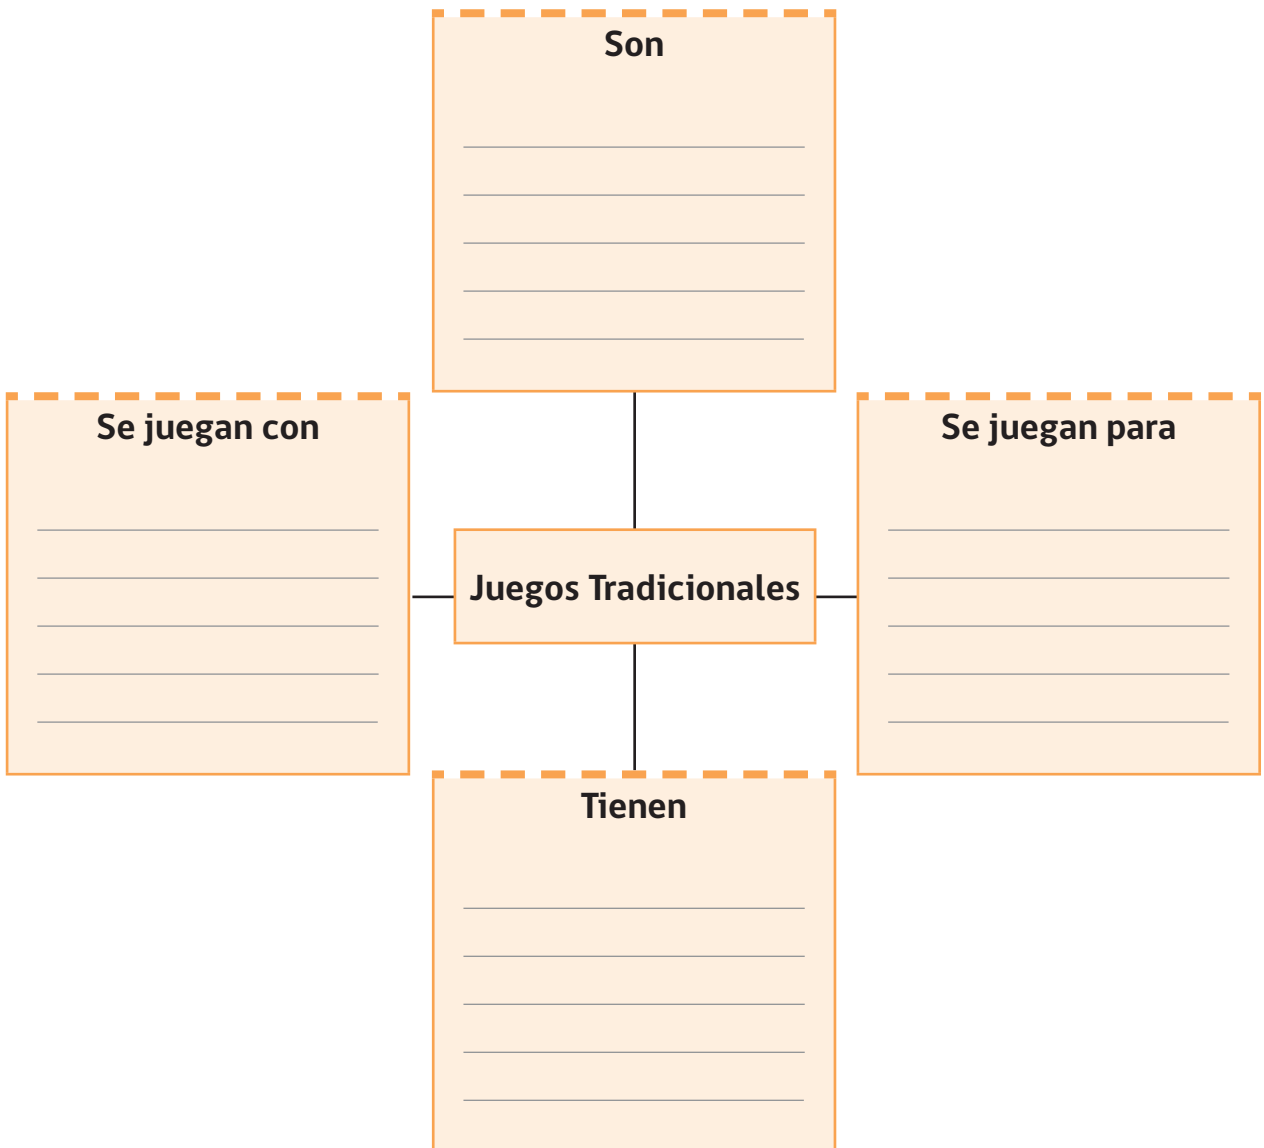 Son
Se juegan con
Se juegan para
Juegos Tradicionales
Tienen